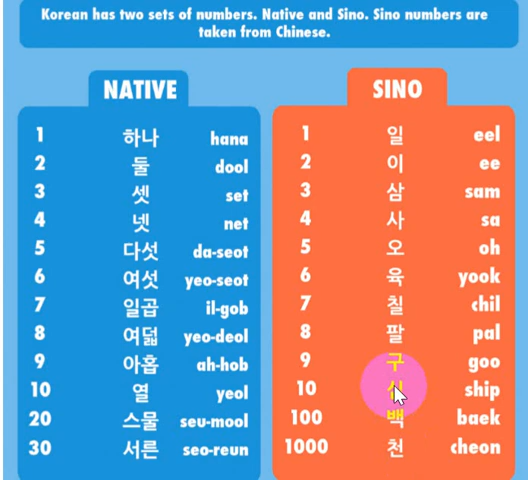 Korean has two sets of numbers. Native and Sino. Sino numbers are
taken from Chinese.
NATIVE
1 하나 hana
2 둘 dool
3 셋 set
4 넷 net
5 다섯 da-seot
6 여섯 yeo-seot
7 일곱 il-gob
8 여덟 yeo-deol
9 아홉 ah-hob
10 열 yeol
20 스물 seu-mool
30 서른 seo-reun
SINO
1 일 eel
2 이 ee
3 삼 sam
4 사 sa
5 오 oh
6 육 yook
7 칠 chil
8 팔 pal
9 구 goo
10 십 ship
100 백 baek
1000 천 cheon